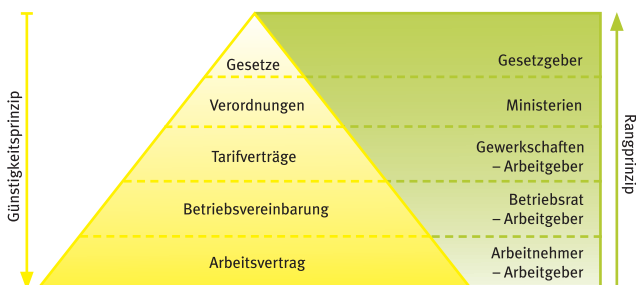 Günstigkeitsprinzip
Gesetze
Gesetzgeber
Verordnungen
Ministerien
Tarifverträge
Gewerkschaften
– Arbeitgeber
Betriebsvereinbarung
Betriebsrat
– Arbeitgeber
Arbeitsvertrag
Arbeitnehmer
– Arbeitgeber
Rangprinzip